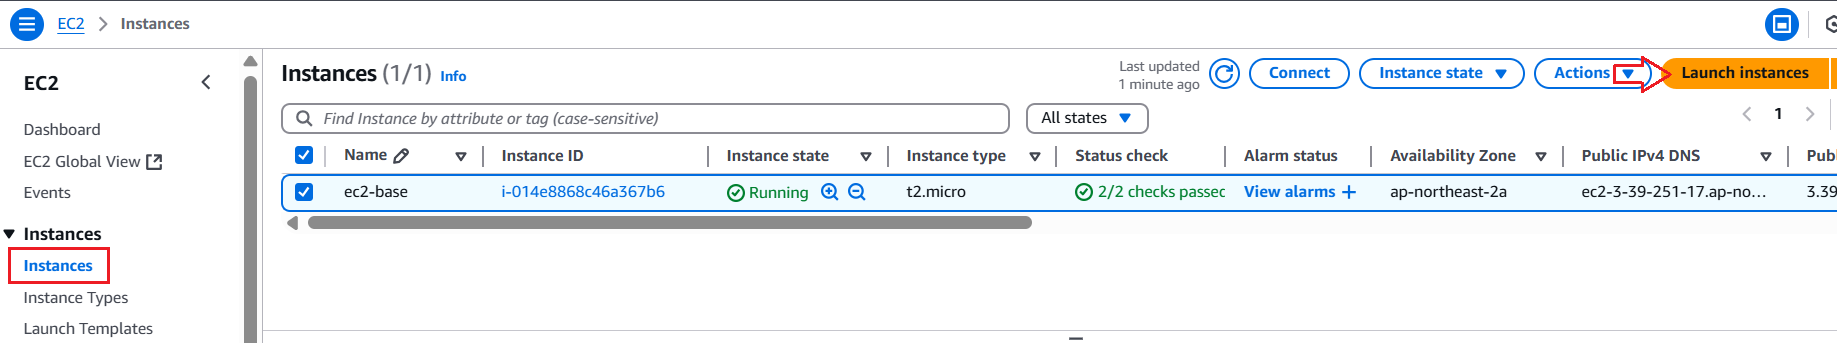 EC2 > Instances
EC2
Dashboard
EC2 Global View
Events
Instances
Instances
Instance Types
Launch Templates
Instances (1/1) Info
Last updated
1 minute ago
Connect
Instance state
Actions
Launch instances
Find Instance by attribute or tag (case-sensitive)
All states
1
Name Instance ID Instance state Instance type Status check Alarm status Availability Zone Public IPv4 DNS Publ
ec2-base i-014e8868c46a367b6 Running t2.micro 2/2 checks passed View alarms + ap-northeast-2a ec2-3-39-251-17.ap-no... 3.39